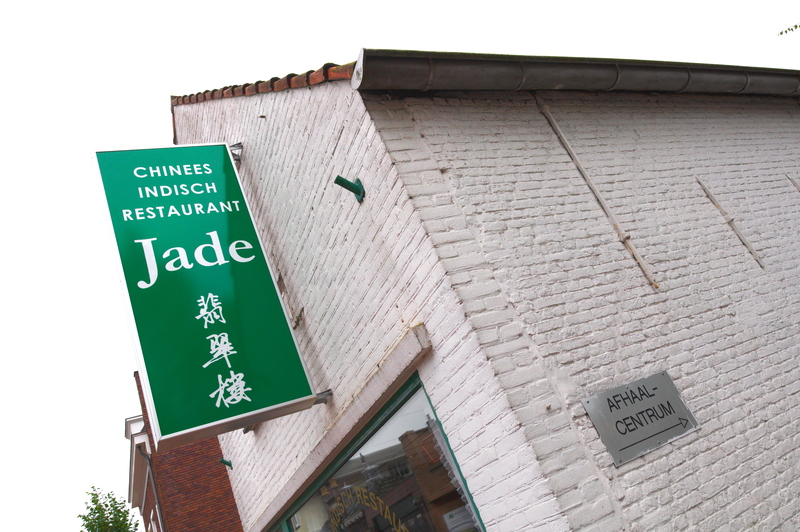 CHINEES
INDISCH
RESTAURANT
Jade
翡翠樓
AFHAAL-
CENTRUM